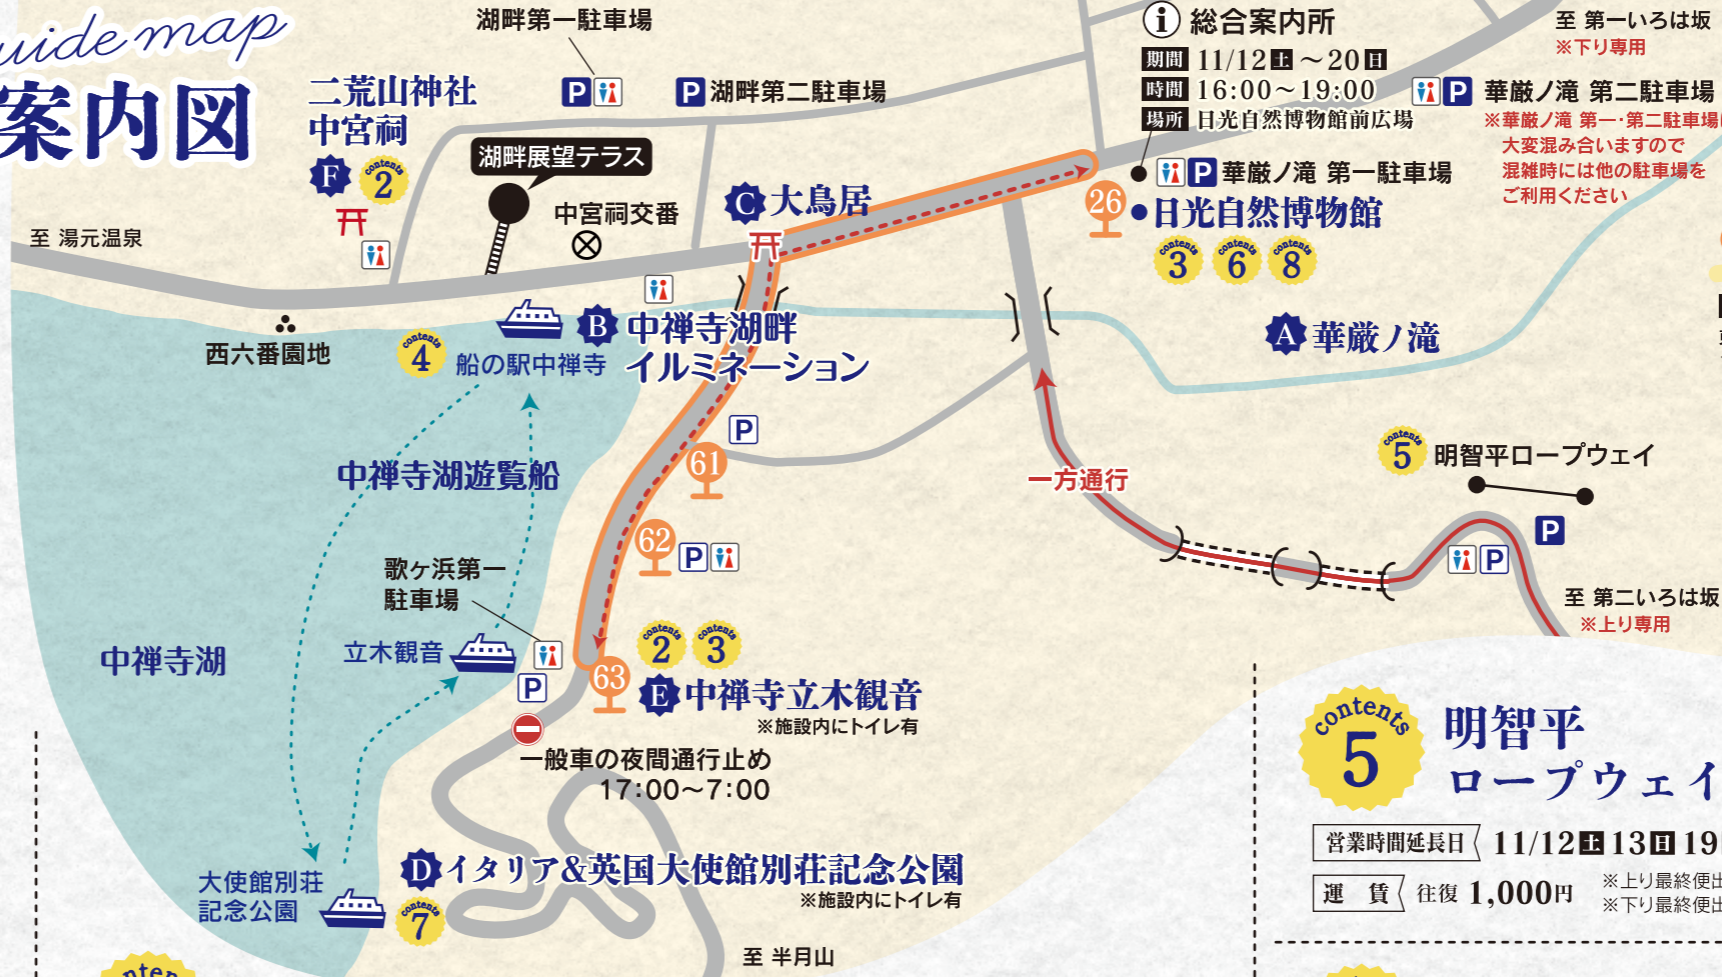 uide map
案内図
湖畔第一駐車場
P
P 湖畔第二駐車場
二荒山神社
中宮祠
F
contents 2
湖畔展望テラス
中宮祠交番
C 大鳥居
i 総合案内所
期間 11/12土～20日
時間 16:00～19:00
場所 日光自然博物館前広場
至 第一いろは坂
※下り専用
P 華厳ノ滝 第二駐車場
※華厳ノ滝 第一・第二駐車場
大変混み合いますので
混雑時には他の駐車場を
ご利用ください
P 華厳ノ滝 第一駐車場
26
日光自然博物館
contents 3
contents 6
contents 8
至 湯元温泉
西六番園地
contents 4
船の駅中禅寺
B 中禅寺湖畔
イルミネーション
A 華厳ノ滝
P
61
中禅寺湖遊覧船
一方通行
contents 5
明智平ロープウェイ
P
P
62
P
歌ヶ浜第一
駐車場
至 第二いろは坂
※上り専用
中禅寺湖
立木観音
P
63
contents 2
contents 3
E 中禅寺立木観音
※施設内にトイレ有
一般車の夜間通行止め
17:00～7:00
D イタリア&英国大使館別荘記念公園
※施設内にトイレ有
大使館別荘
記念公園
contents 7
至 半月山
contents 5
明智平
ロープウェイ
営業時間延長日 11/12土13日19
運 賃 往復 1,000円
※上り最終便出
※下り最終便出
nten